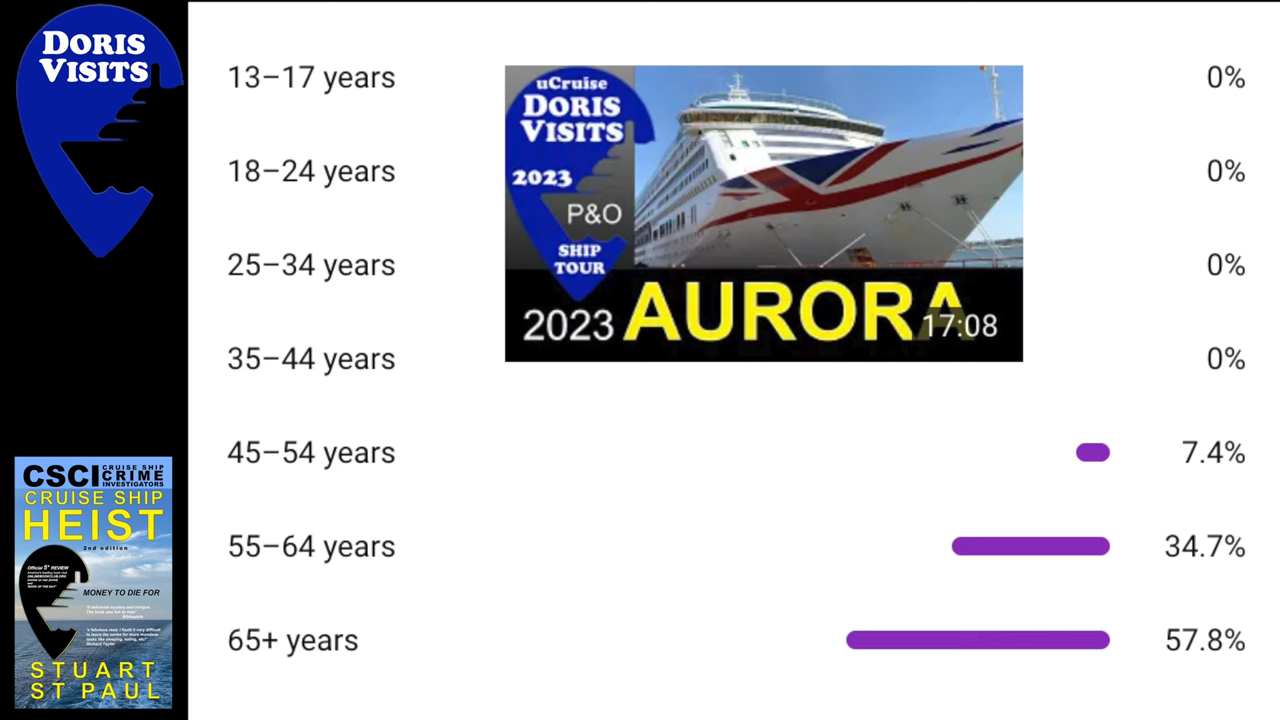 DORIS
VISITS
13–17 years
0%
18–24 years
0%
25–34 years
0%
35–44 years
0%
45–54 years
7.4%
55–64 years
34.7%
65+ years
57.8%
uCruise
DORIS
VISITS
2023
P&O
SHIP
TOUR
2023 AURORA
17:08
CSCI CRUISE SHIP
CRIME
INVESTIGATORS
CRUISE SHIP
HEIST
2nd edition
Official 5* REVIEW
MONEY TO DIE FOR
STUART
ST PAUL